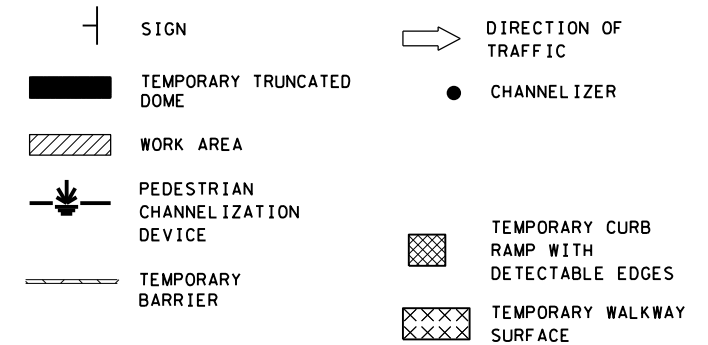 SIGN
TEMPORARY TRUNCATED
DOME
WORK AREA
PEDESTRIAN
CHANNELIZATION
DEVICE
TEMPORARY
BARRIER
DIRECTION OF
TRAFFIC
CHANNELIZER
TEMPORARY CURB
RAMP WITH
DETECTABLE EDGES
TEMPORARY WALKWAY
SURFACE